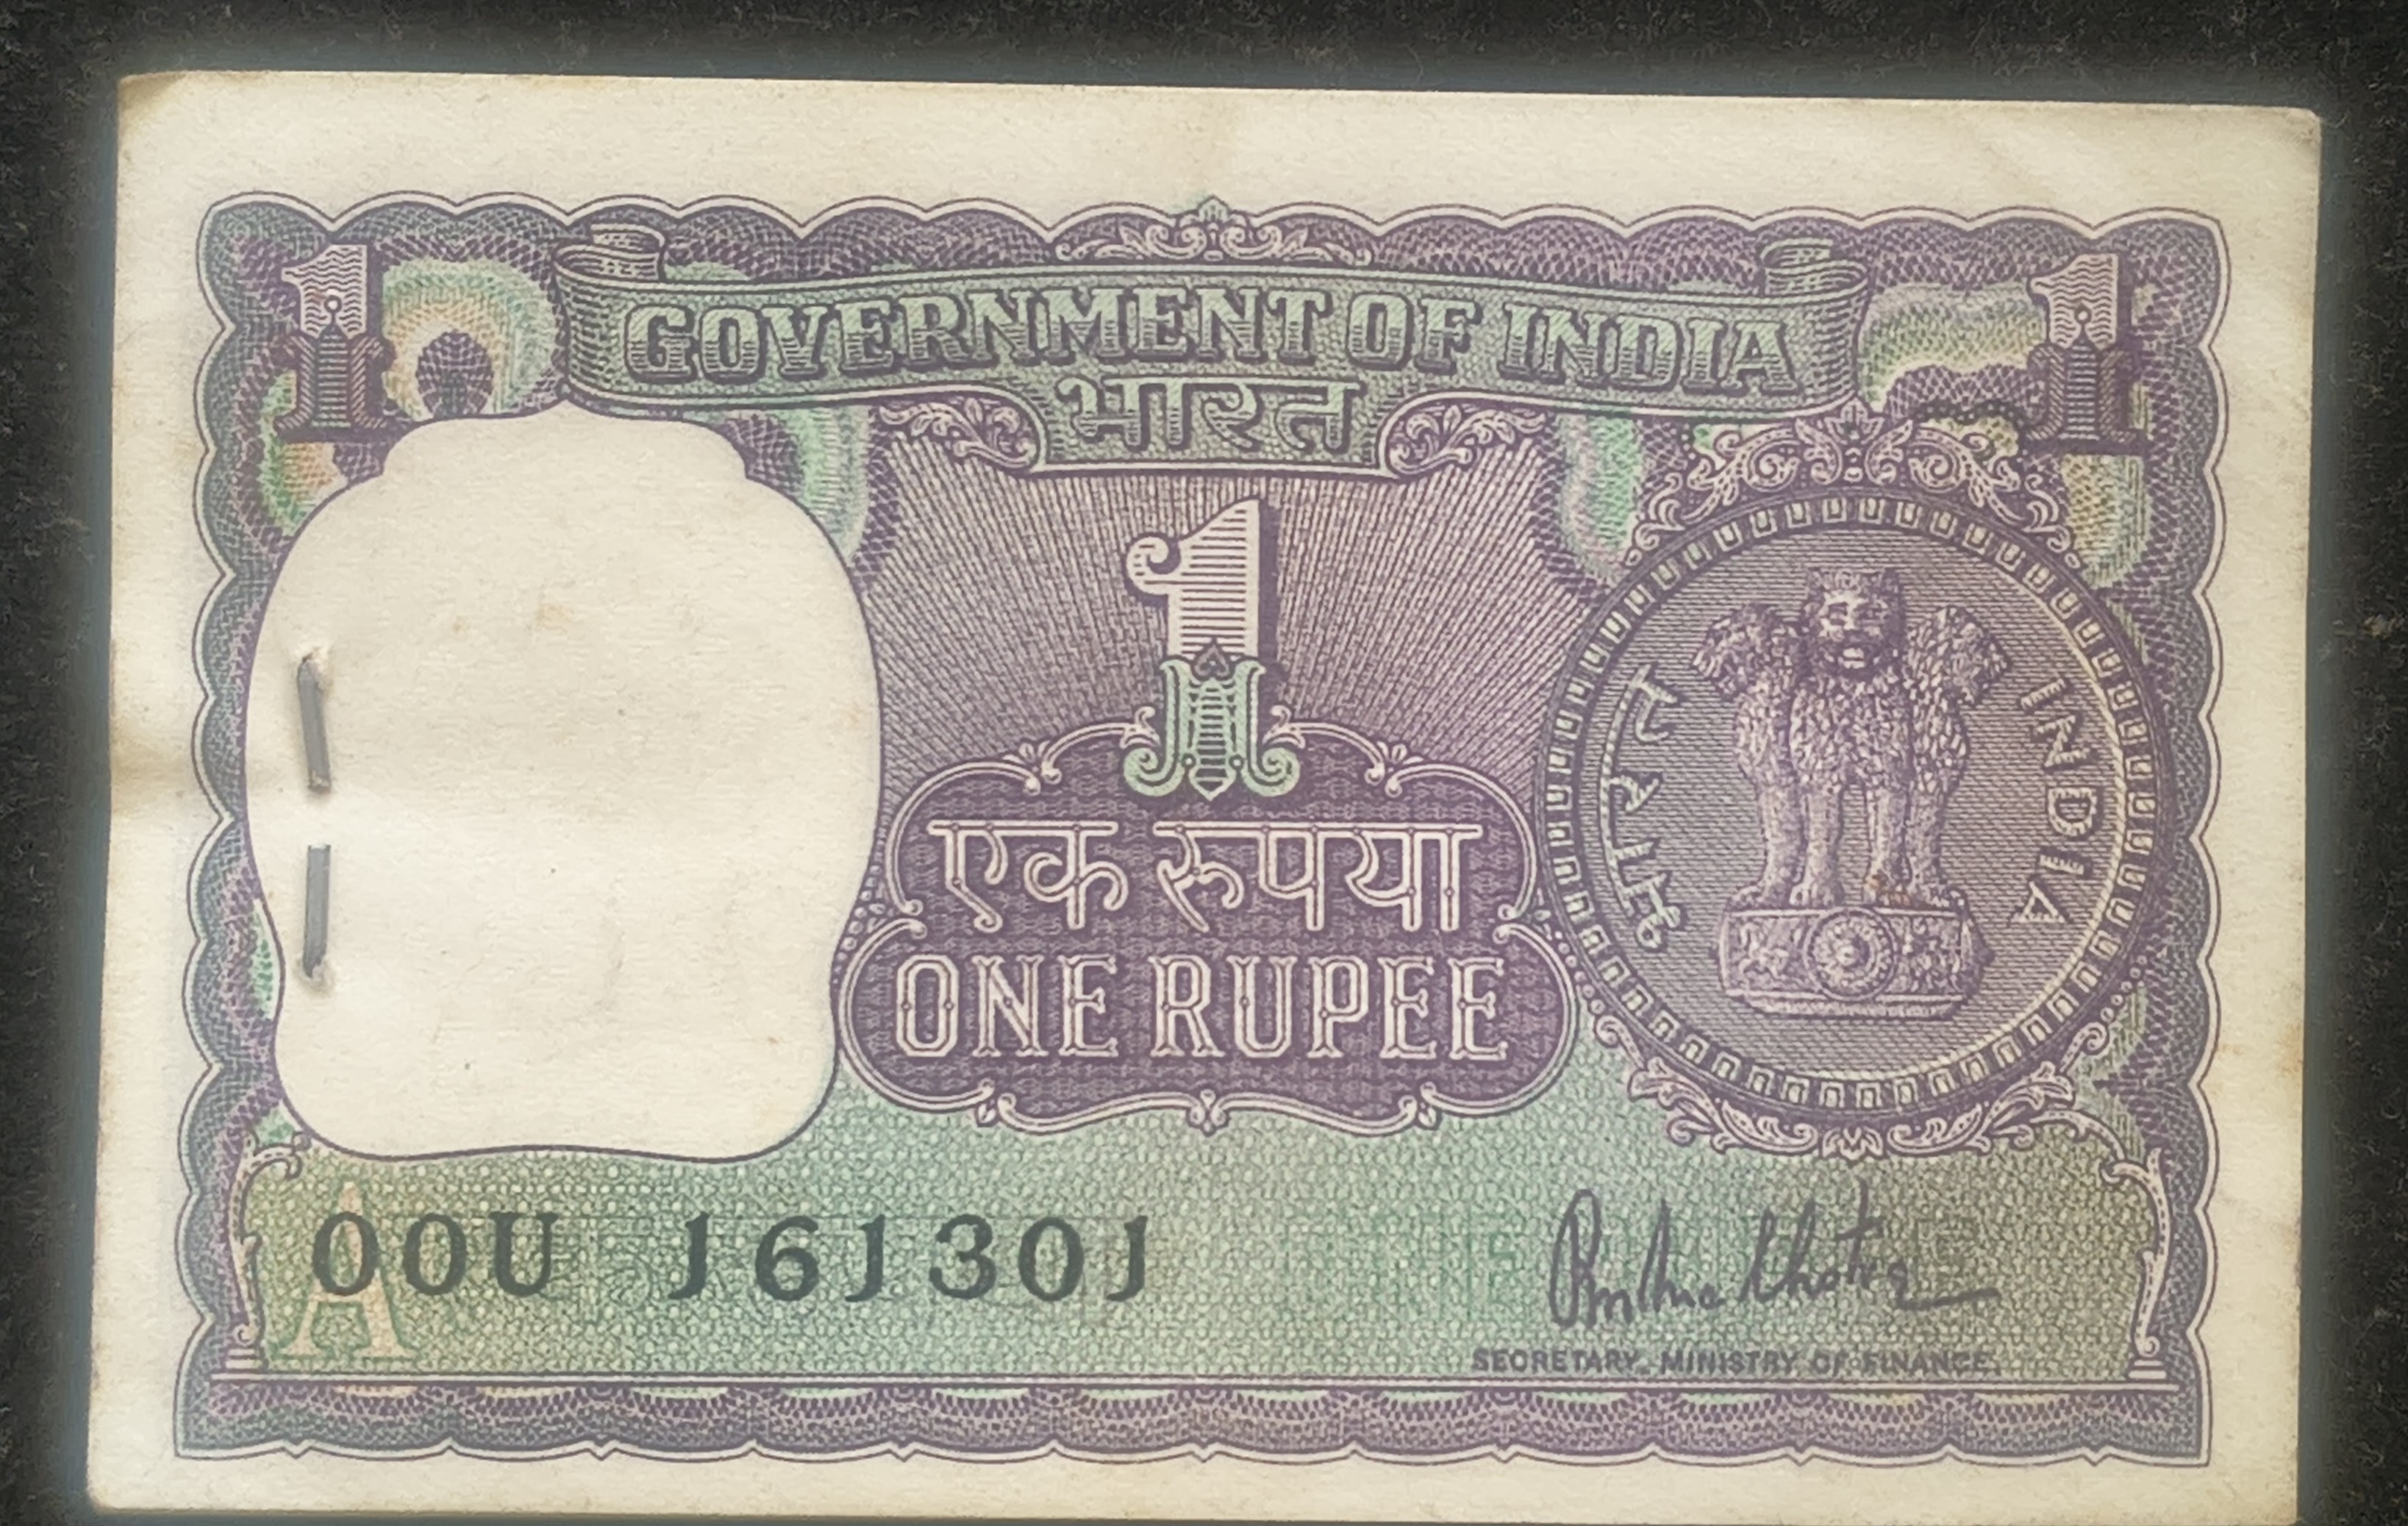 1 1
GOVERNMENT OF INDIA
भारत
1
भारत INDIA
एक रुपया
ONE RUPEE
A
00U 161301
SECRETARY, MINISTRY OF FINANCE.